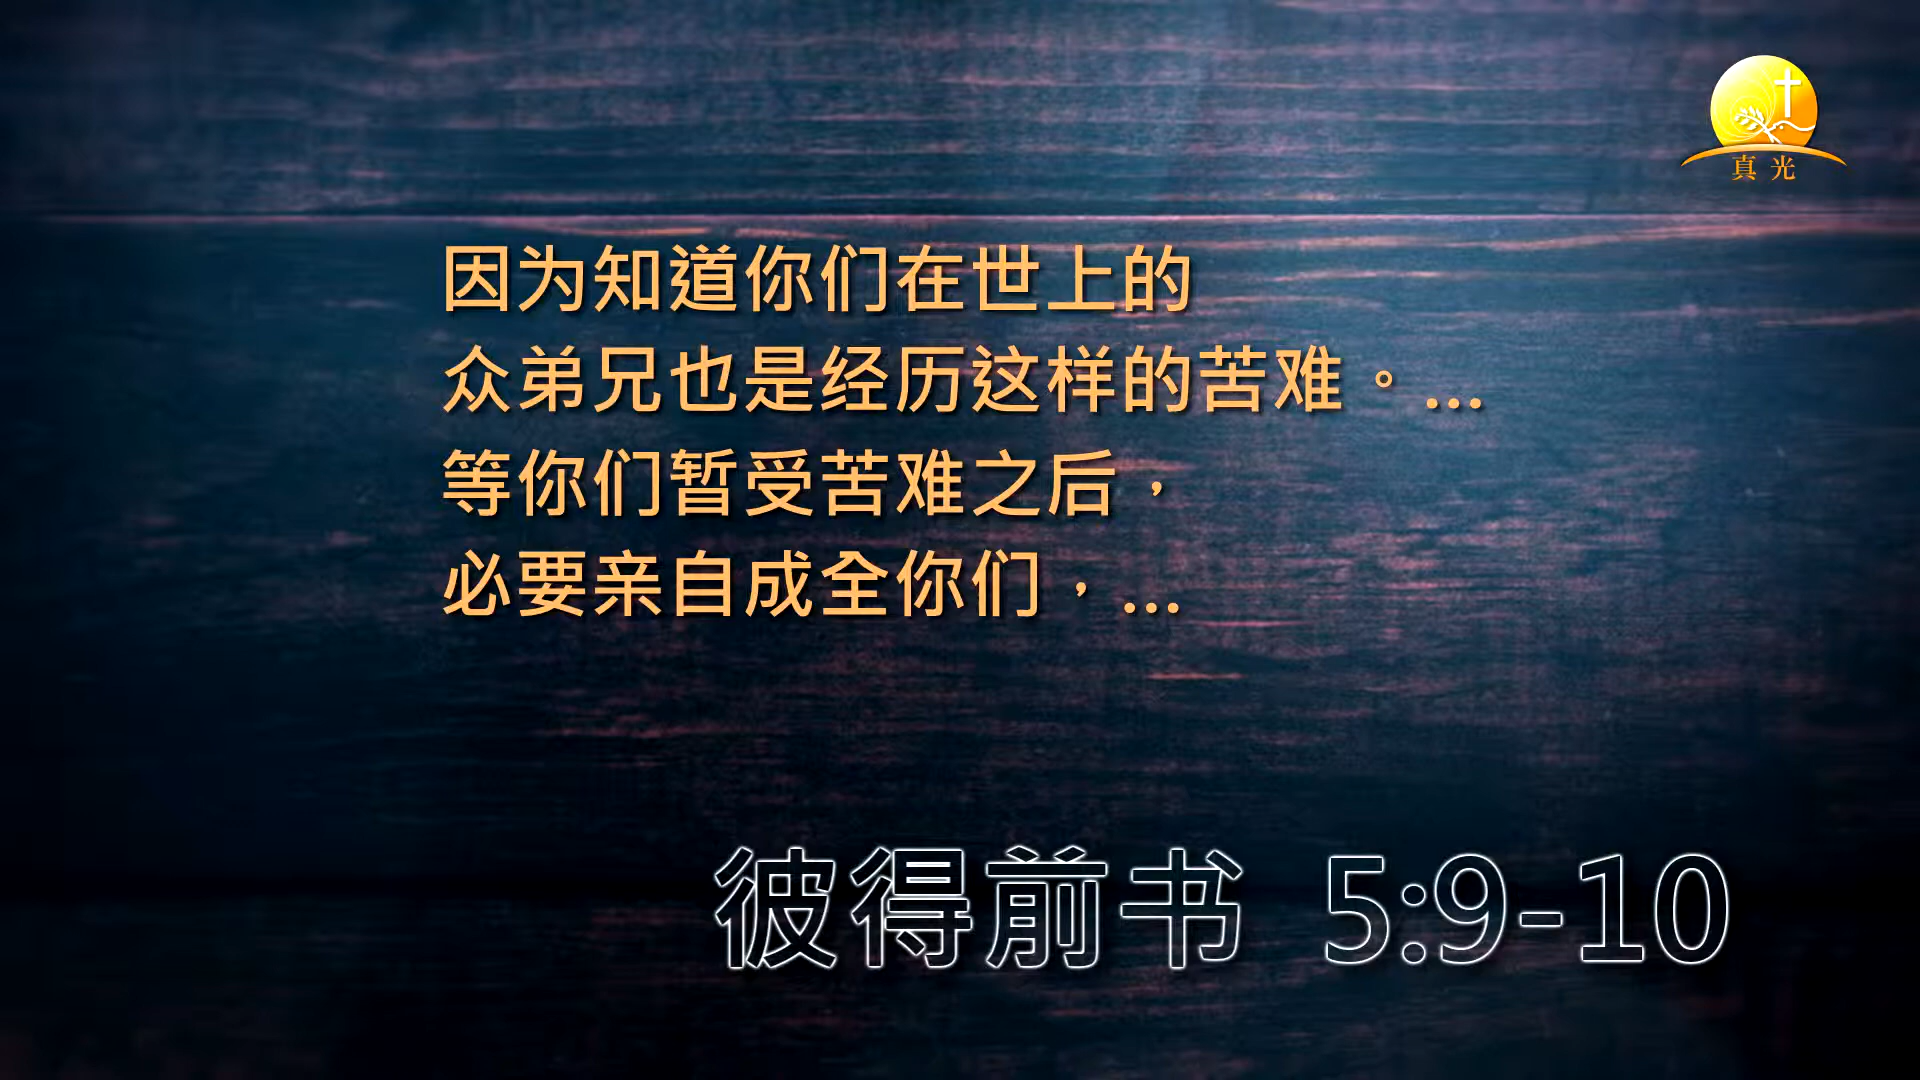 真光
因为知道你们在世上的
众弟兄也是经历这样的苦难。...
等你们暂受苦难之后，
必要亲自成全你们，...
彼得前书 5:9-10